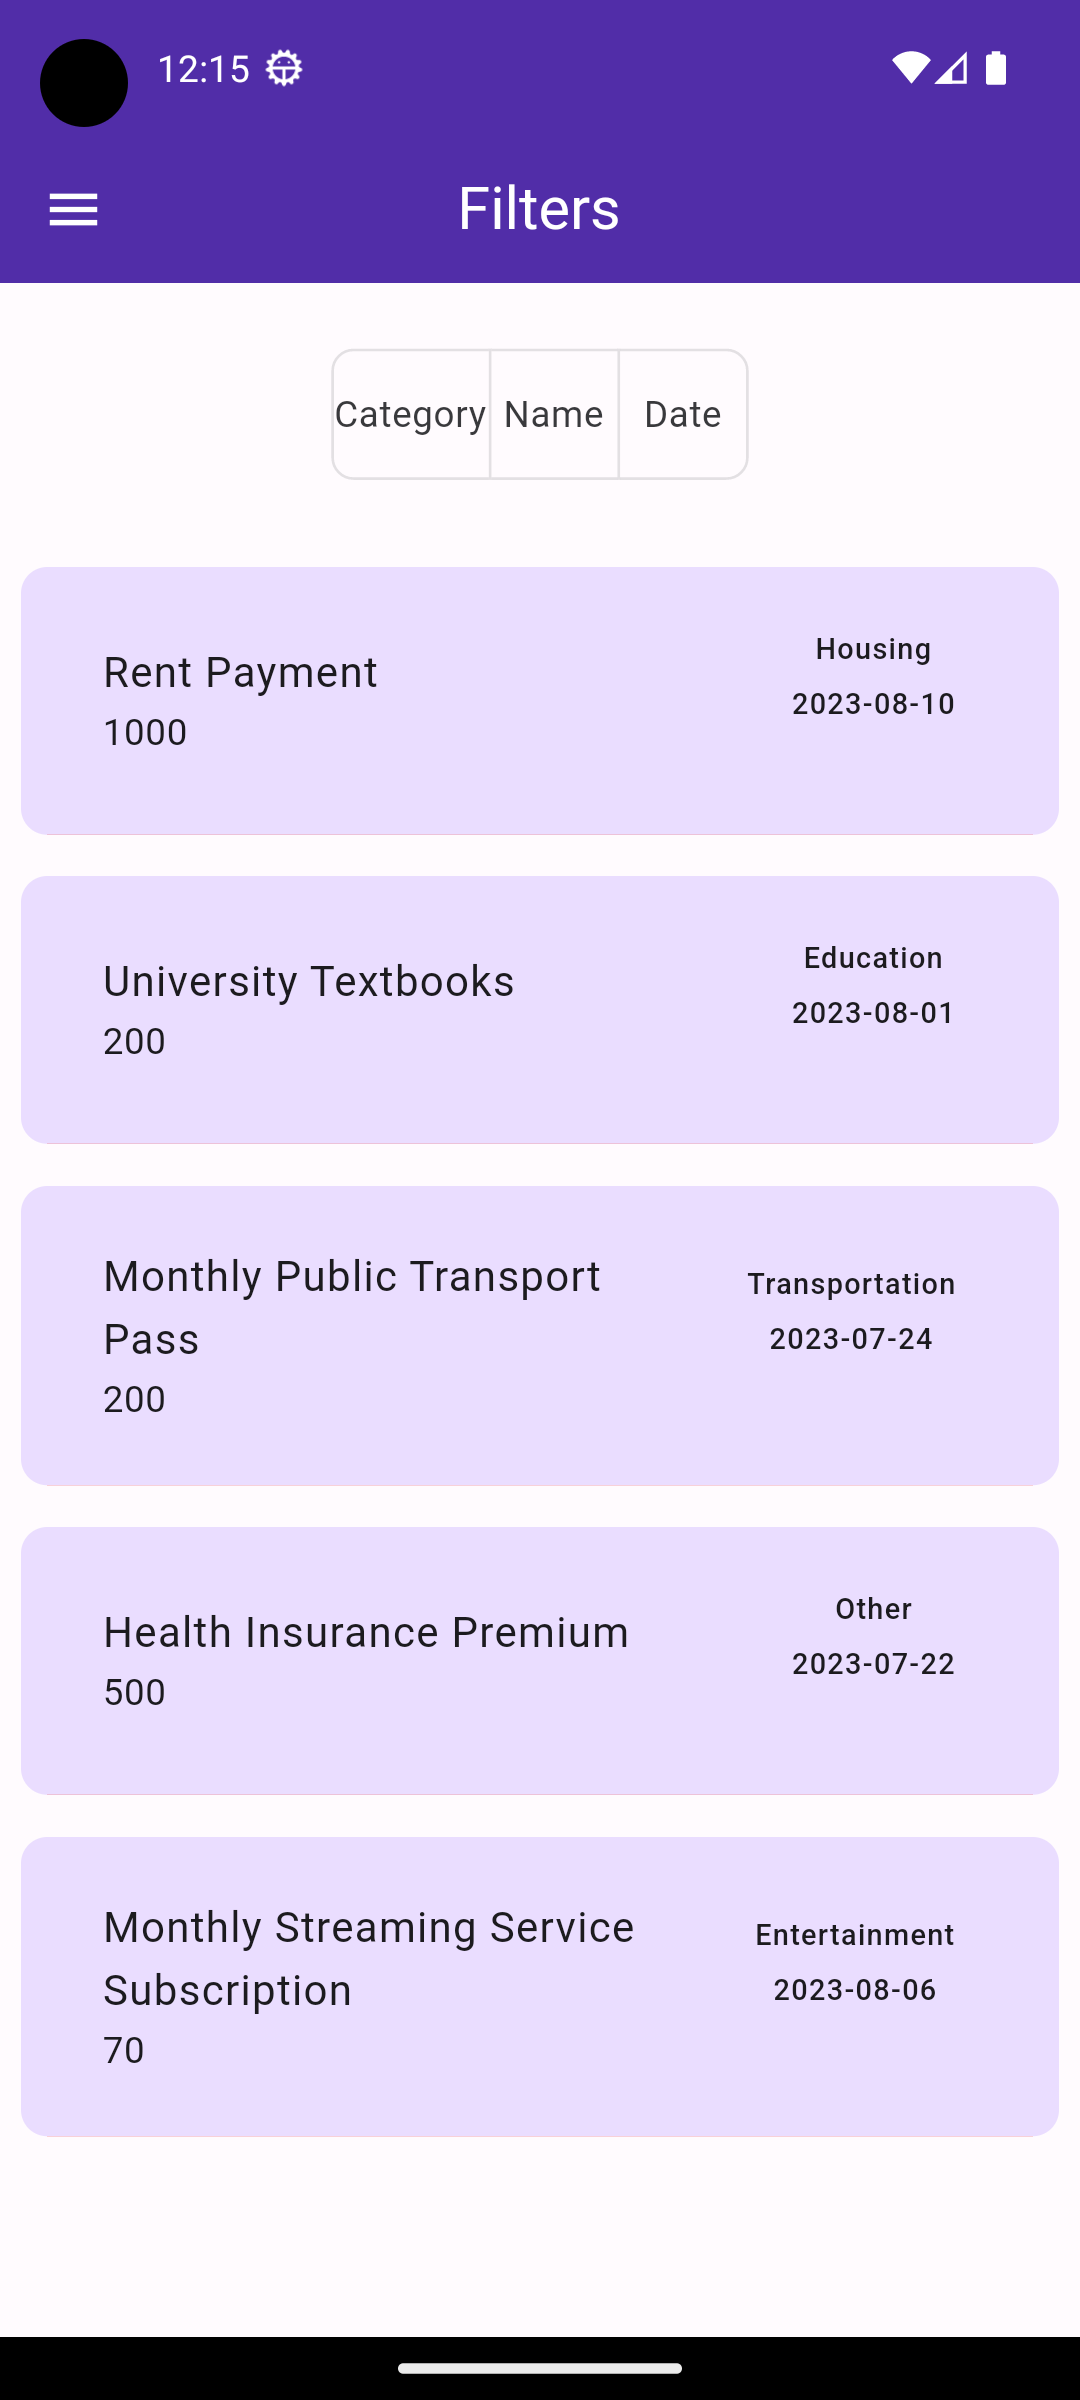 12:15
Filters
Category Name Date
Rent Payment
1000
Housing
2023-08-10
University Textbooks
200
Education
2023-08-01
Monthly Public Transport
Pass
200
Transportation
2023-07-24
Health Insurance Premium
500
Other
2023-07-22
Monthly Streaming Service
Subscription
70
Entertainment
2023-08-06